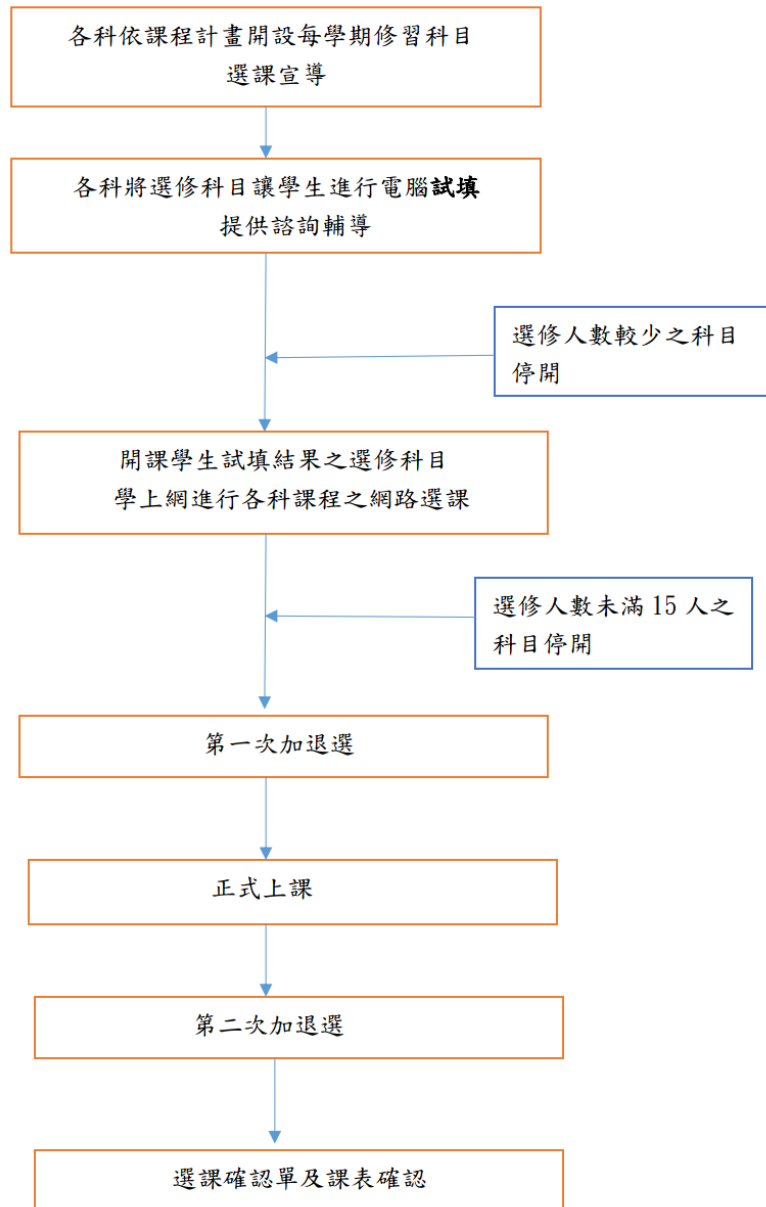 各科依課程計畫開設每學期修習科目
選課宣導
各科將選修科目讓學生進行電腦試填
提供諮詢輔導
選修人數較少之科目
停開
開課學生試填結果之選修科目
學上網進行各科課程之網路選課
選修人數未滿 15 人之
科目停開
第一次加退選
正式上課
第二次加退選
選課確認單及課表確認